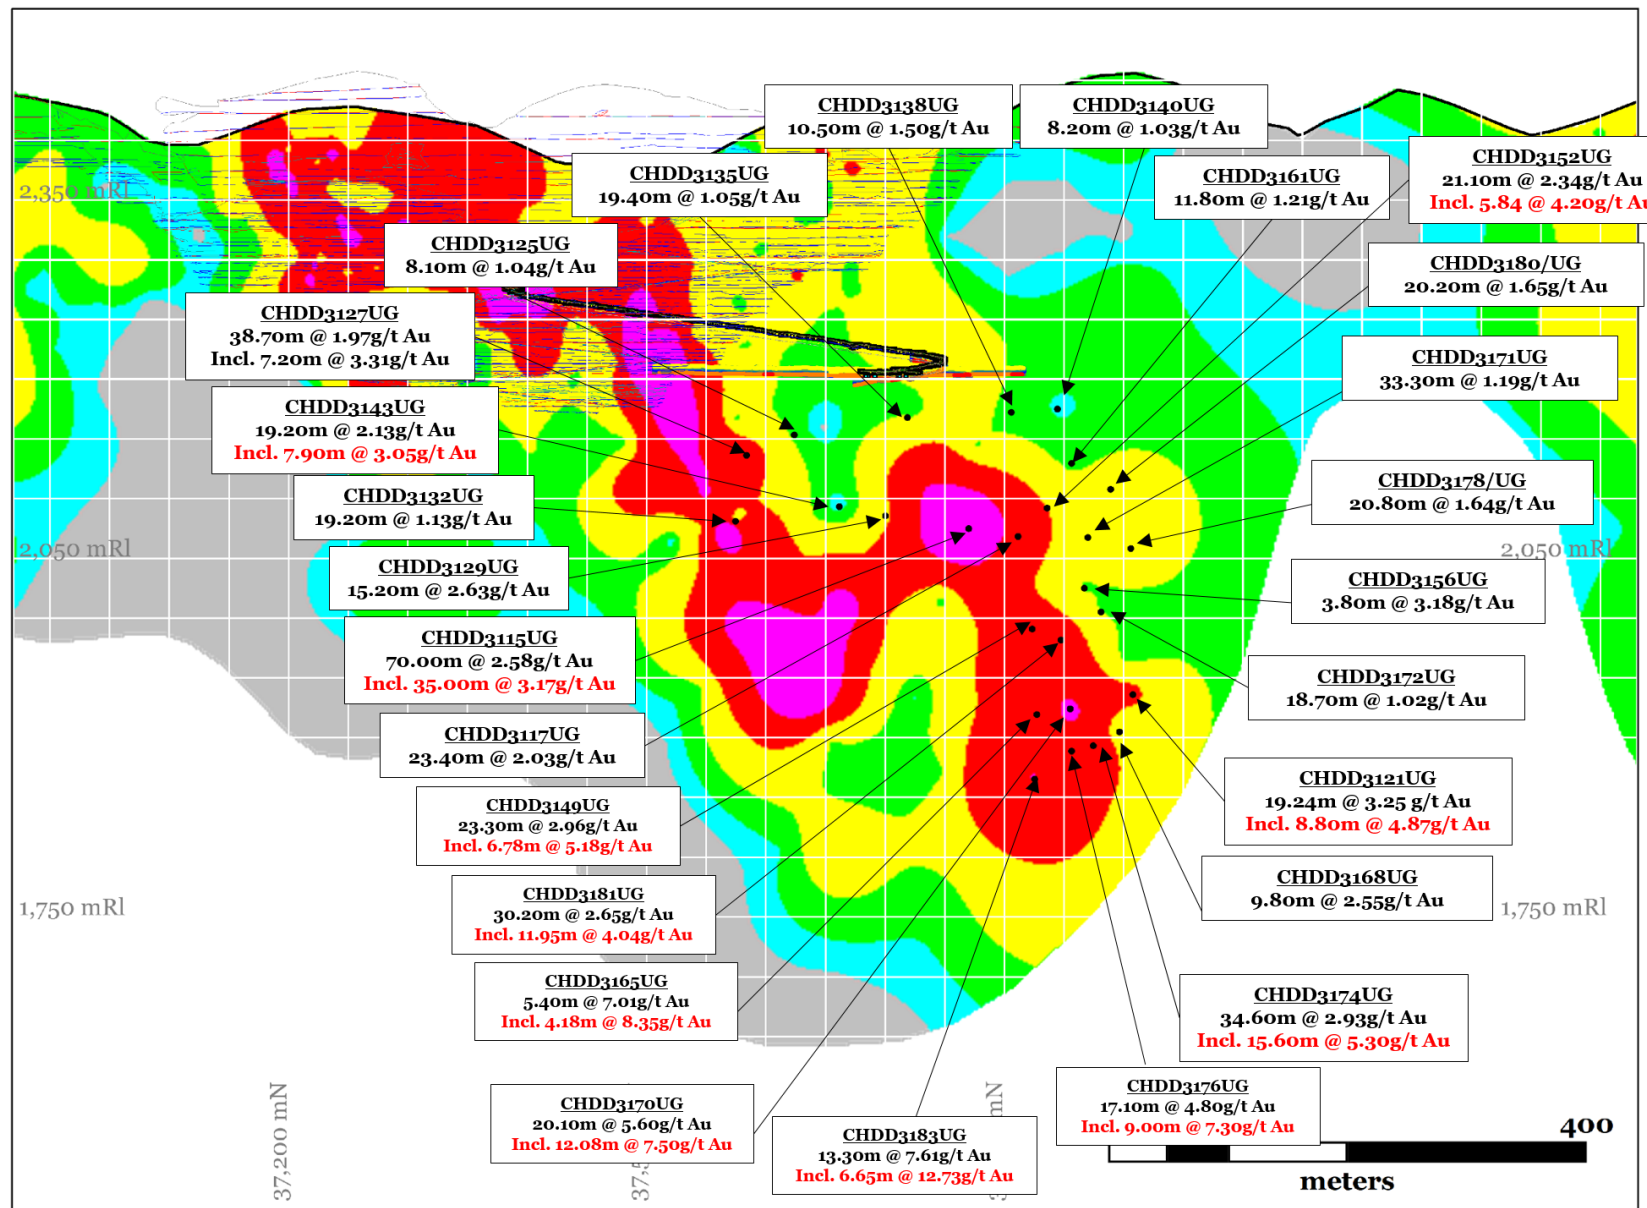 CHDD3138UG
10.50m @ 1.50g/t Au
CHDD3140UG
8.20m @ 1.03g/t Au
CHDD3135UG
19.40m @ 1.05g/t Au
CHDD3161UG
11.80m @ 1.21g/t Au
CHDD3152UG
21.10m @ 2.34g/t Au
Incl. 5.84 @ 4.20g/t Au
2,350 mRl
CHDD3125UG
8.10m @ 1.04g/t Au
CHDD3180/UG
20.20m @ 1.65g/t Au
CHDD3127UG
38.70m @ 1.97g/t Au
Incl. 7.20m @ 3.31g/t Au
CHDD3171UG
33.30m @ 1.19g/t Au
CHDD3143UG
19.20m @ 2.13g/t Au
Incl. 7.90m @ 3.05g/t Au
CHDD3132UG
19.20m @ 1.13g/t Au
CHDD3178/UG
20.80m @ 1.64g/t Au
2,050 mRl
2,050 mRl
CHDD3129UG
15.20m @ 2.63g/t Au
CHDD3156UG
3.80m @ 3.18g/t Au
CHDD3115UG
70.00m @ 2.58g/t Au
Incl. 35.00m @ 3.17g/t Au
CHDD3172UG
18.70m @ 1.02g/t Au
CHDD3117UG
23.40m @ 2.03g/t Au
CHDD3121UG
19.24m @ 3.25 g/t Au
Incl. 8.80m @ 4.87g/t Au
CHDD3149UG
23.30m @ 2.96g/t Au
Incl. 6.78m @ 5.18g/t Au
CHDD3168UG
9.80m @ 2.55g/t Au
CHDD3181UG
30.20m @ 2.65g/t Au
Incl. 11.95m @ 4.04g/t Au
1,750 mRl
1,750 mRl
CHDD3165UG
5.40m @ 7.01g/t Au
Incl. 4.18m @ 8.35g/t Au
CHDD3174UG
34.60m @ 2.93g/t Au
Incl. 15.60m @ 5.30g/t Au
CHDD3176UG
17.10m @ 4.80g/t Au
Incl. 9.00m @ 7.30g/t Au
CHDD3170UG
20.10m @ 5.60g/t Au
Incl. 12.08m @ 7.50g/t Au
CHDD3183UG
13.30m @ 7.61g/t Au
Incl. 6.65m @ 12.73g/t Au
37,200 mN
mN
400
meters